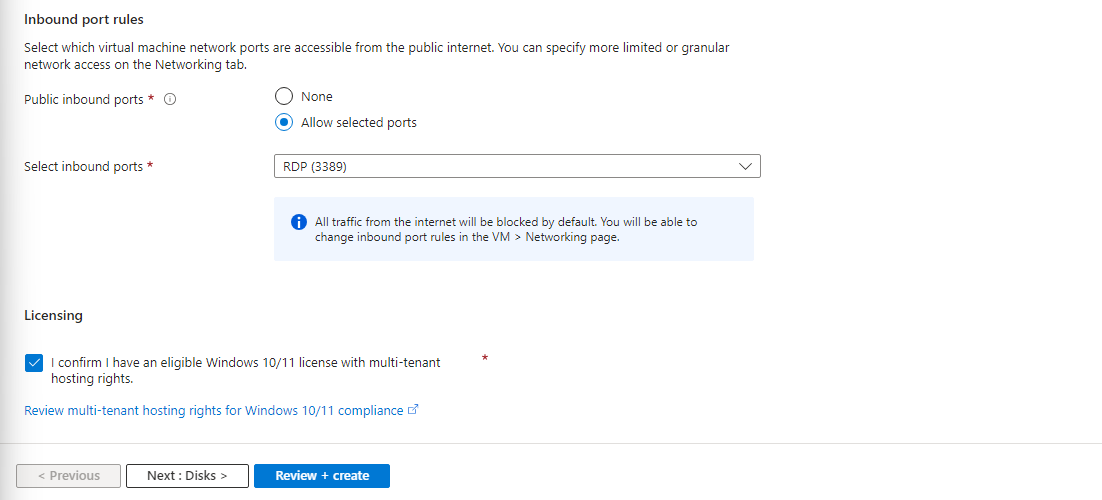 Inbound port rules
Select which virtual machine network ports are accessible from the public internet. You can specify more limited or granular
network access on the Networking tab.
Public inbound ports *
None
Allow selected ports
Select inbound ports *
RDP (3389)
All traffic from the internet will be blocked by default. You will be able to
change inbound port rules in the VM > Networking page.
Licensing
I confirm I have an eligible Windows 10/11 license with multi-tenant *
hosting rights.
Review multi-tenant hosting rights for Windows 10/11 compliance
< Previous
Next : Disks >
Review + create